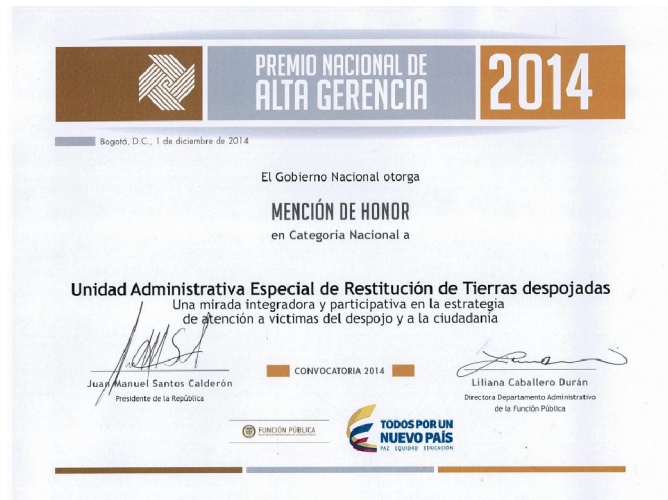 PREMIO NACIONAL DE
ALTA GERENCIA
2014
Bogotá, D.C., 1 de diciembre de 2014
El Gobierno Nacional otorga
MENCIÓN DE HONOR
en Categoría Nacional a
Unidad Administrativa Especial de Restitución de Tierras despojadas
Una mirada integradora y participativa en la estrategia
de atención a victimas del despojo y a la ciudadanía
CONVOCATORIA 2014
Juan Manuel Santos Calderón
Presidente de la República
Liliana Caballero Durán
Directora Departamento Administrativo
de la Función Pública
FUNCIÓN PÚBLICA
TODOS POR UN
NUEVO PAÍS
PAZ EQUIDAD EDUCACIÓN